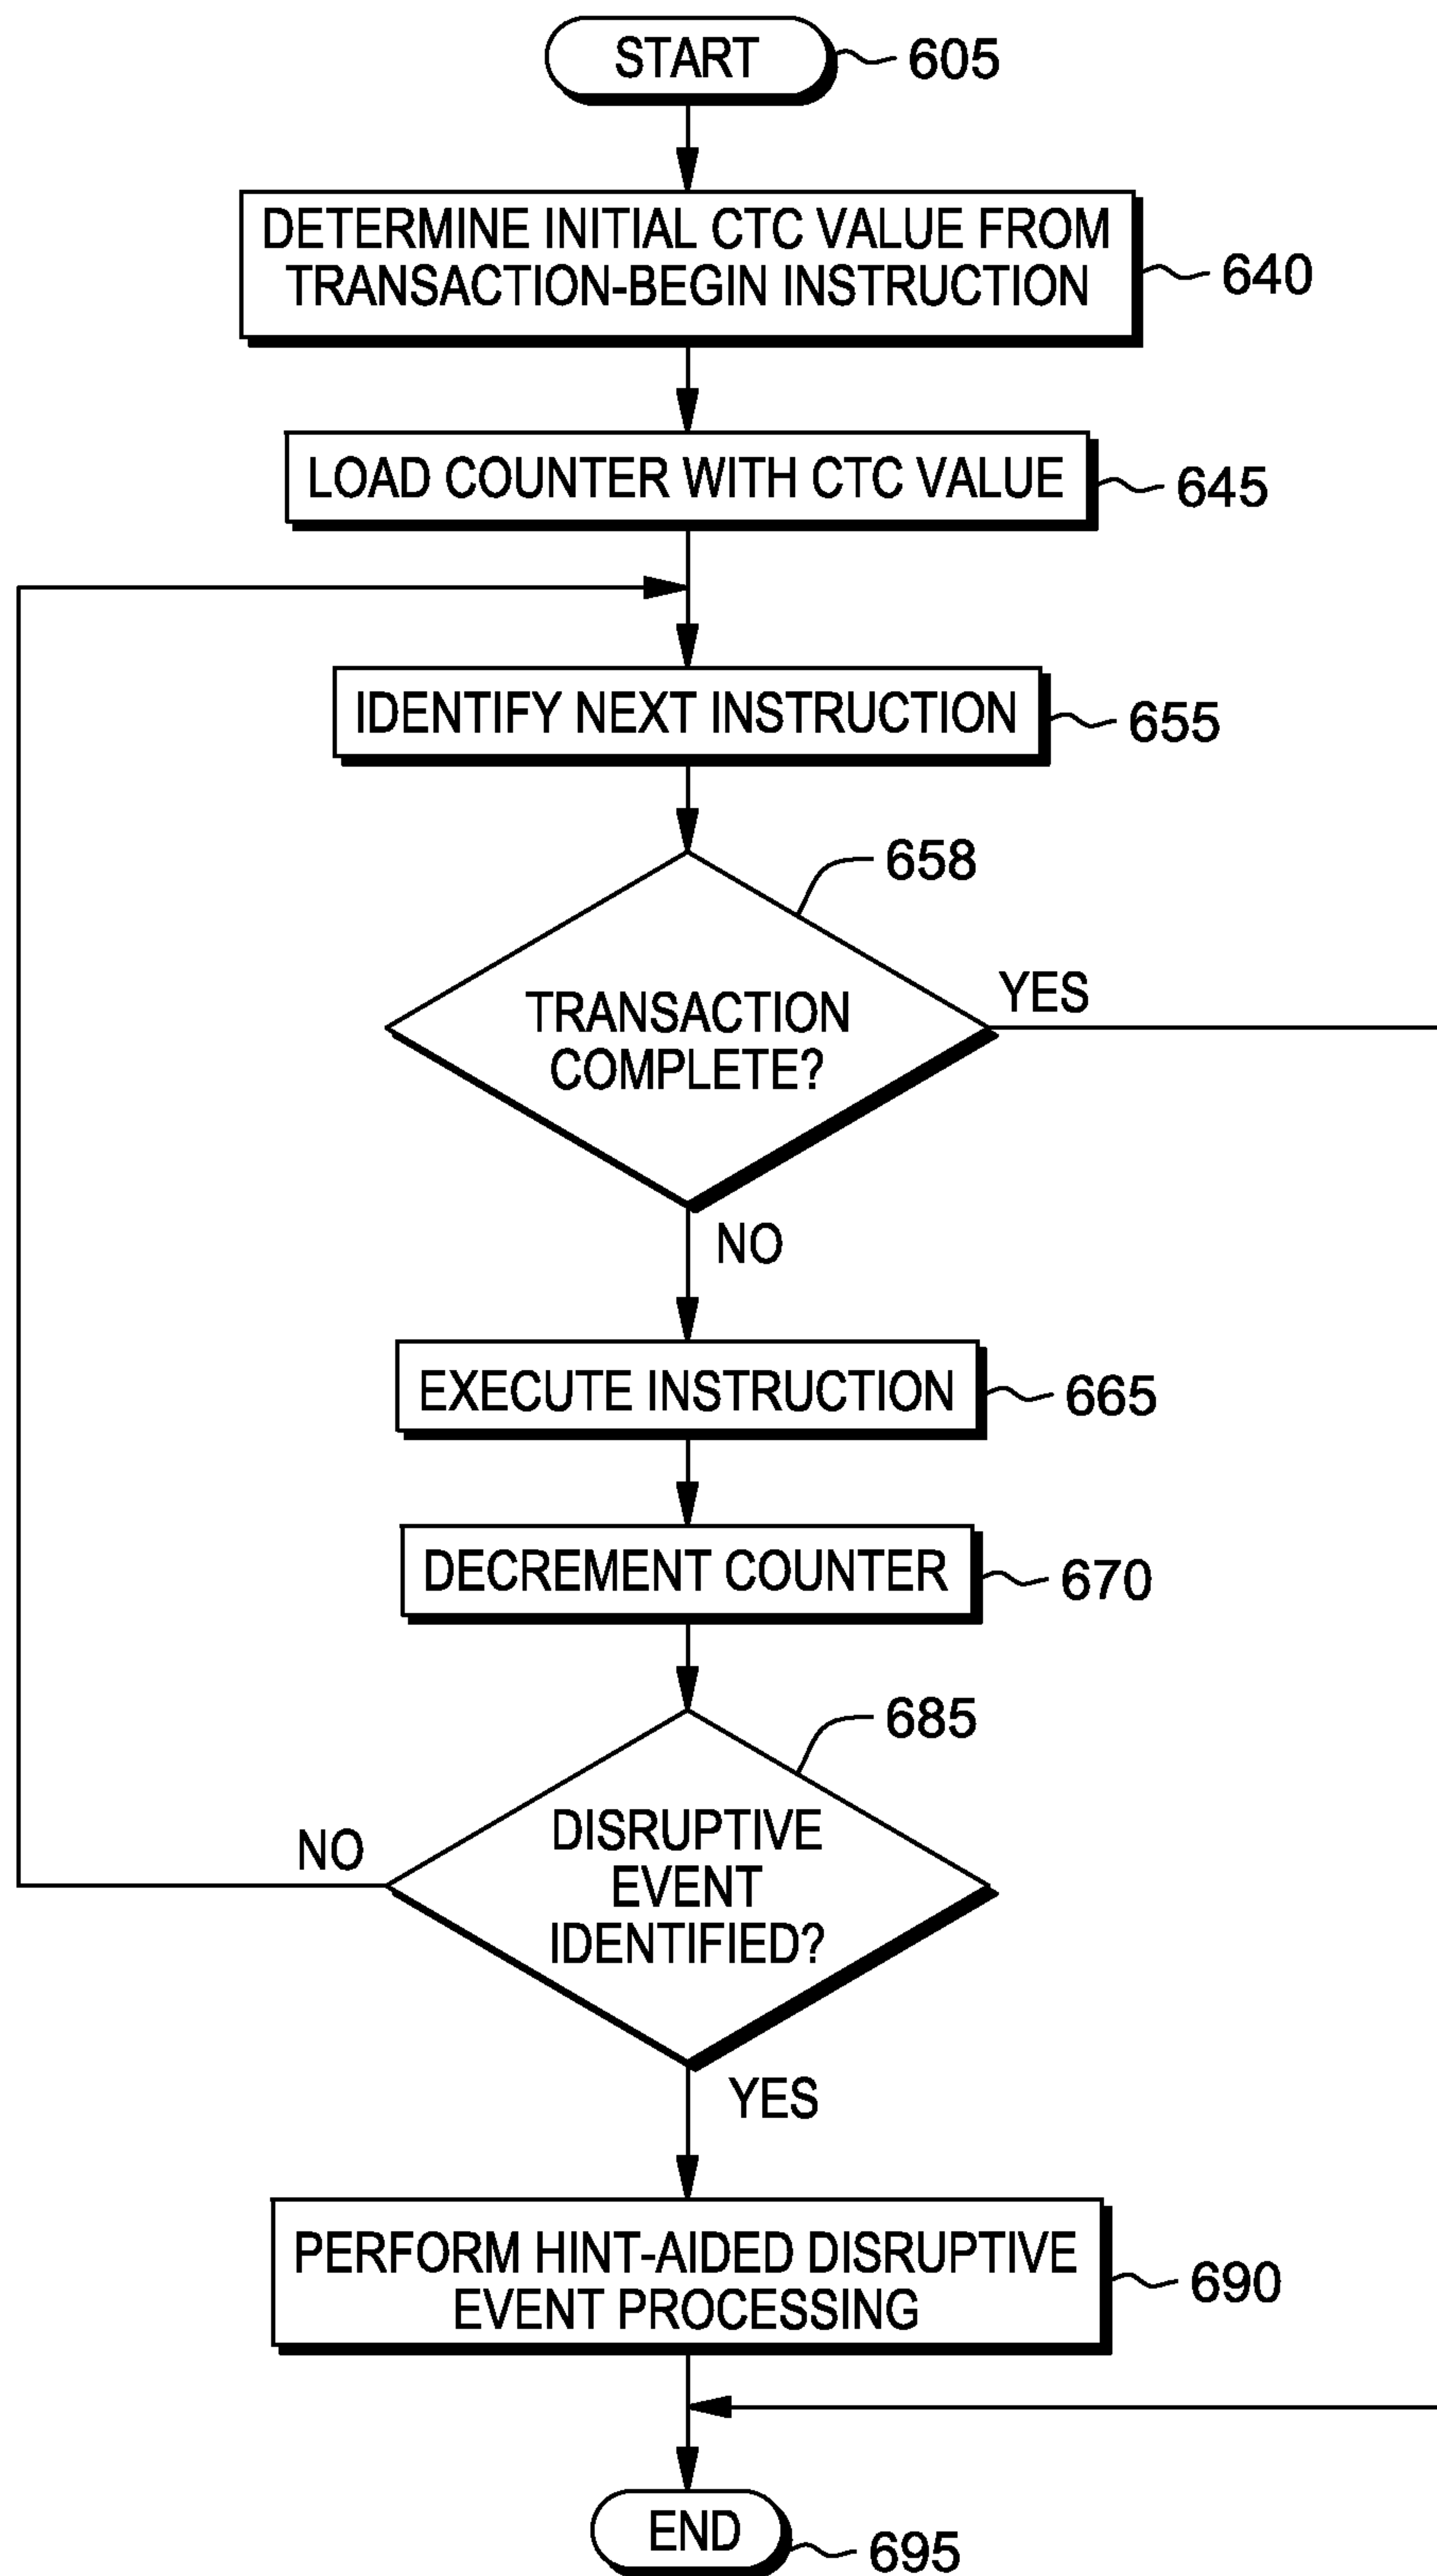 START
605
DETERMINE INITIAL CTC VALUE FROM
TRANSACTION-BEGIN INSTRUCTION
640
LOAD COUNTER WITH CTC VALUE
645
IDENTIFY NEXT INSTRUCTION
655
658
TRANSACTION
COMPLETE?
YES
NO
EXECUTE INSTRUCTION
665
DECREMENT COUNTER
670
685
DISRUPTIVE
EVENT
IDENTIFIED?
NO
YES
PERFORM HINT-AIDED DISRUPTIVE
EVENT PROCESSING
690
END
695